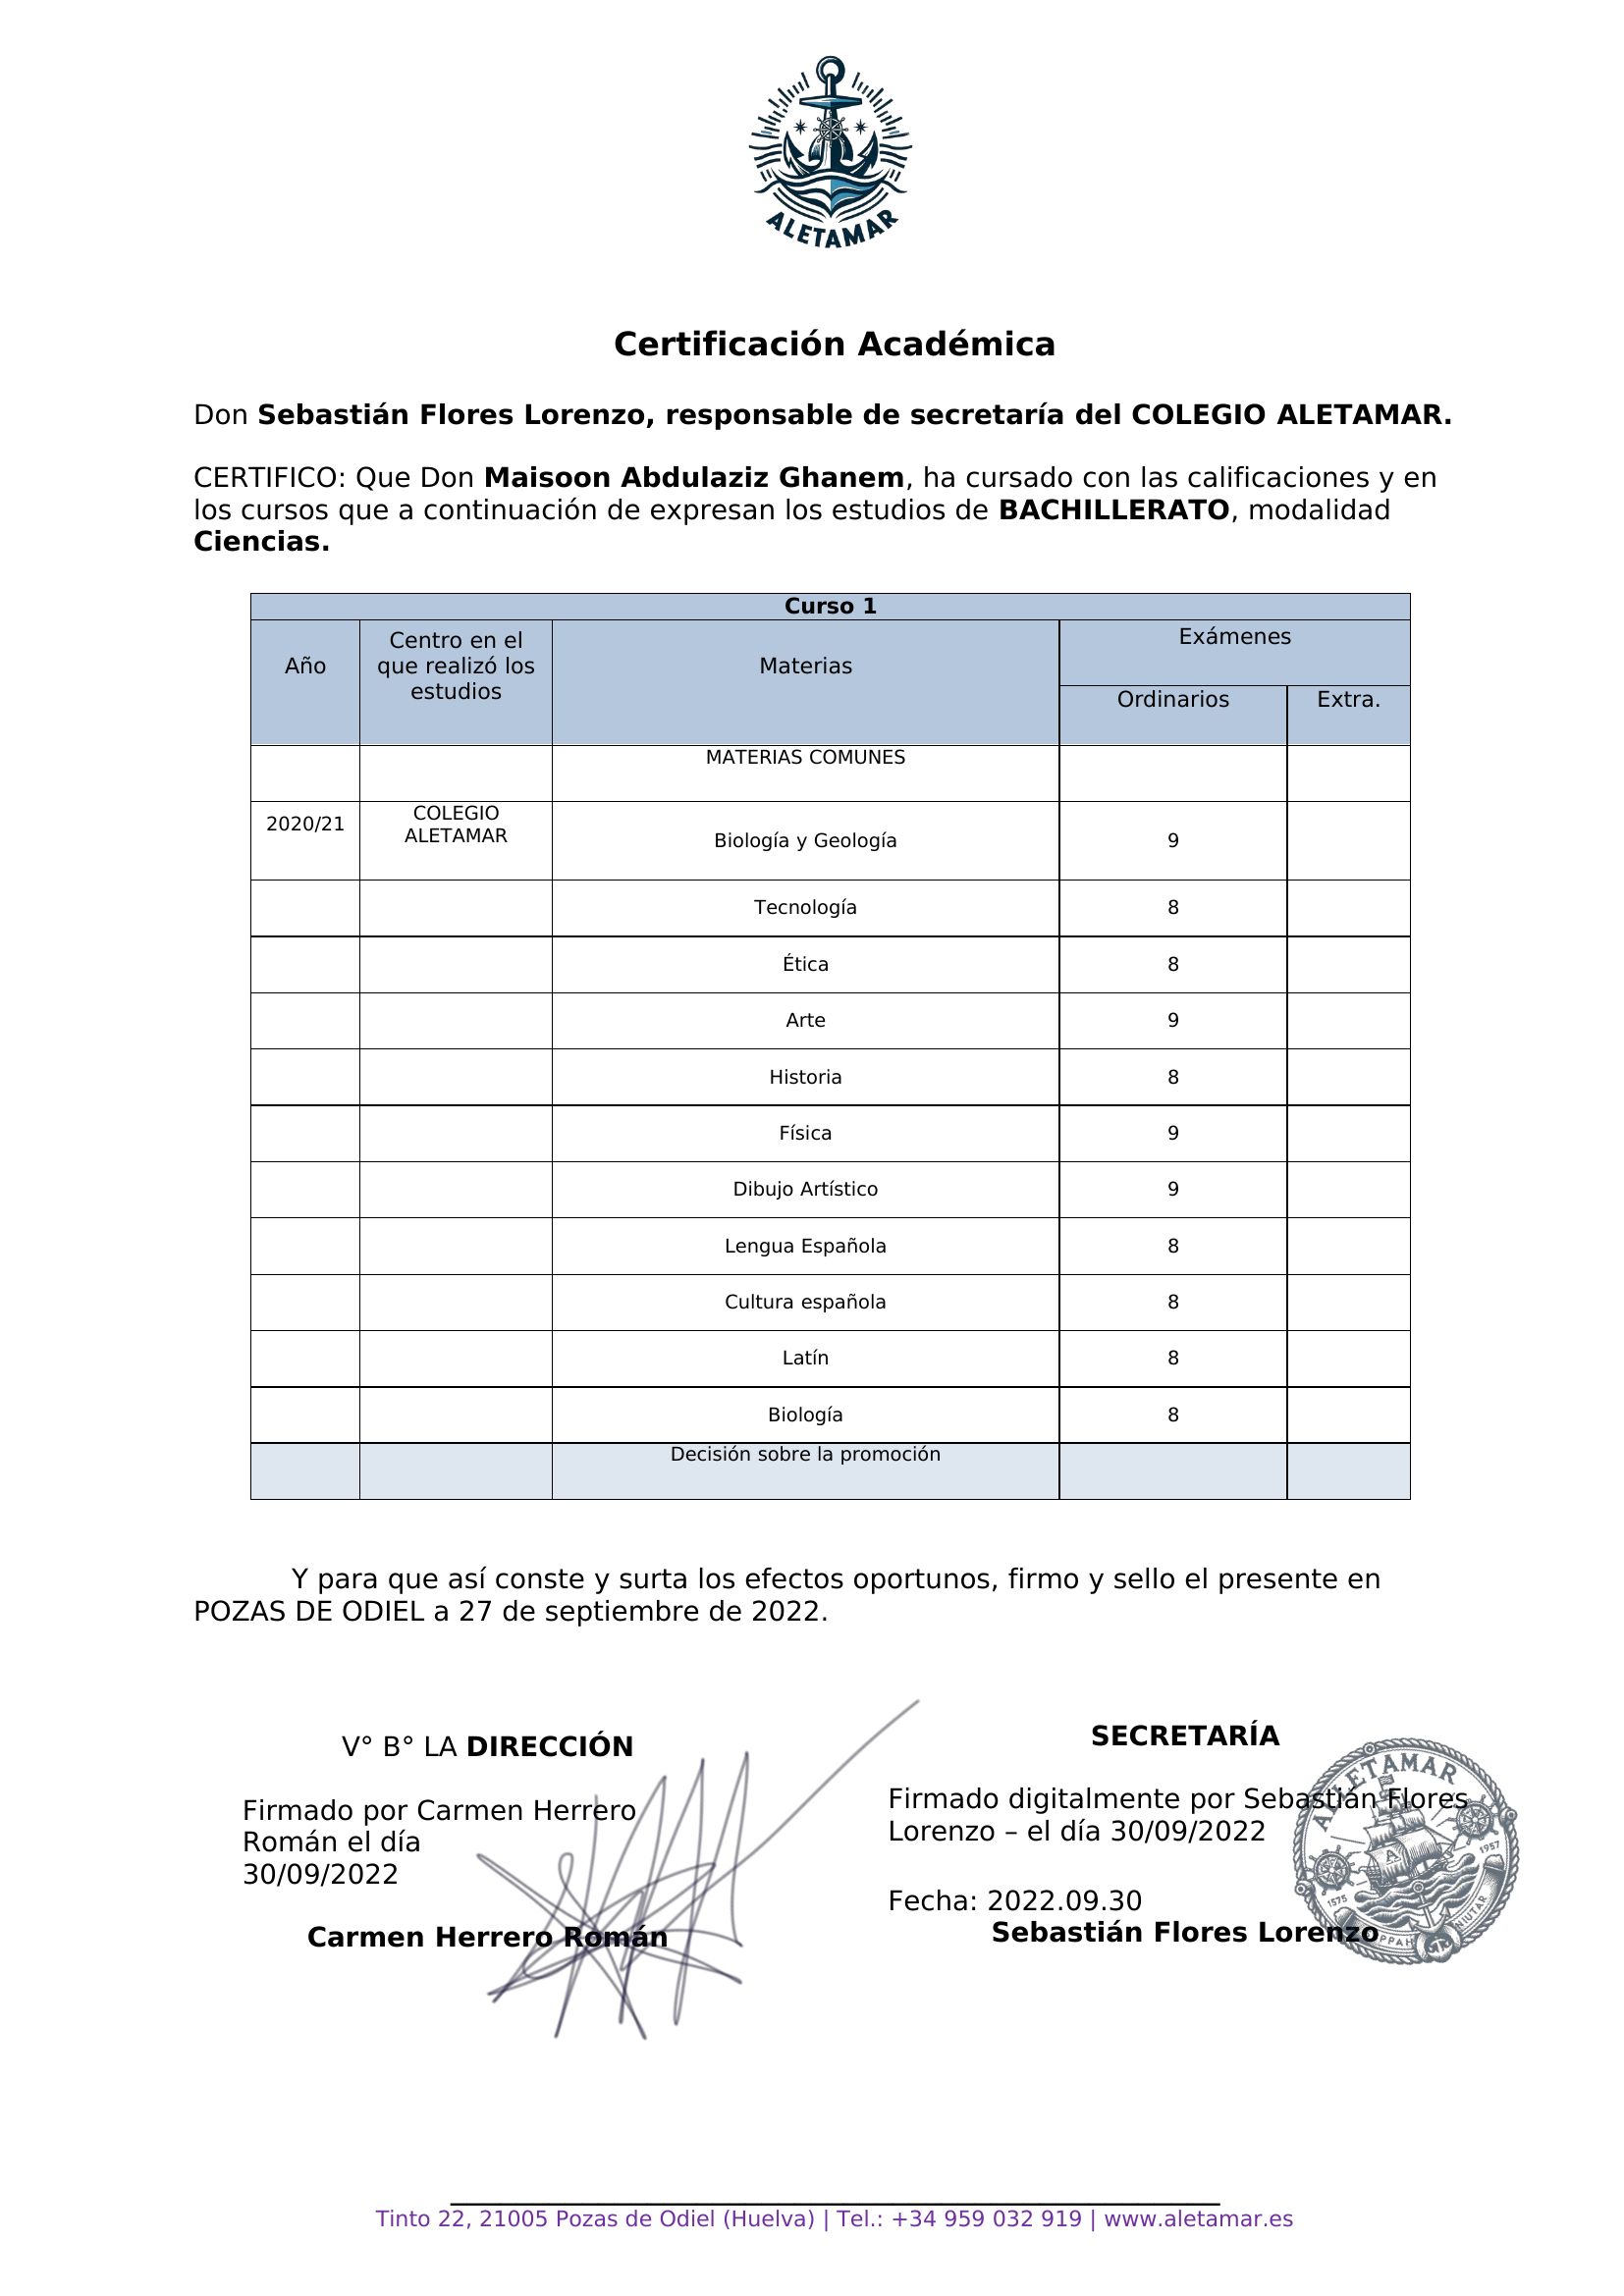 ALETAMAR
Certificación Académica
Don Sebastián Flores Lorenzo, responsable de secretaría del COLEGIO ALETAMAR.
CERTIFICO: Que Don Maisoon Abdulaziz Ghanem, ha cursado con las calificaciones y en
los cursos que a continuación de expresan los estudios de BACHILLERATO, modalidad
Ciencias.
Curso 1
Año
Centro en el
que realizó los
estudios
Materias
Exámenes
Ordinarios
Extra.
MATERIAS COMUNES
2020/21
COLEGIO
ALETAMAR
Biología y Geología 9
Tecnología 8
Ética 8
Arte 9
Historia 8
Física 9
Dibujo Artístico 9
Lengua Española 8
Cultura española 8
Latín 8
Biología 8
Decisión sobre la promoción
Y para que así conste y surta los efectos oportunos, firmo y sello el presente en
POZAS DE ODIEL a 27 de septiembre de 2022.
V° B° LA DIRECCIÓN
Firmado por Carmen Herrero
Román el día
30/09/2022
Carmen Herrero Román
SECRETARÍA
Firmado digitalmente por Sebastián Flores
Lorenzo – el día 30/09/2022
Fecha: 2022.09.30
Sebastián Flores Lorenzo
ALETAMAR
1575
1957
A
Tinto 22, 21005 Pozas de Odiel (Huelva) | Tel.: +34 959 032 919 | www.aletamar.es